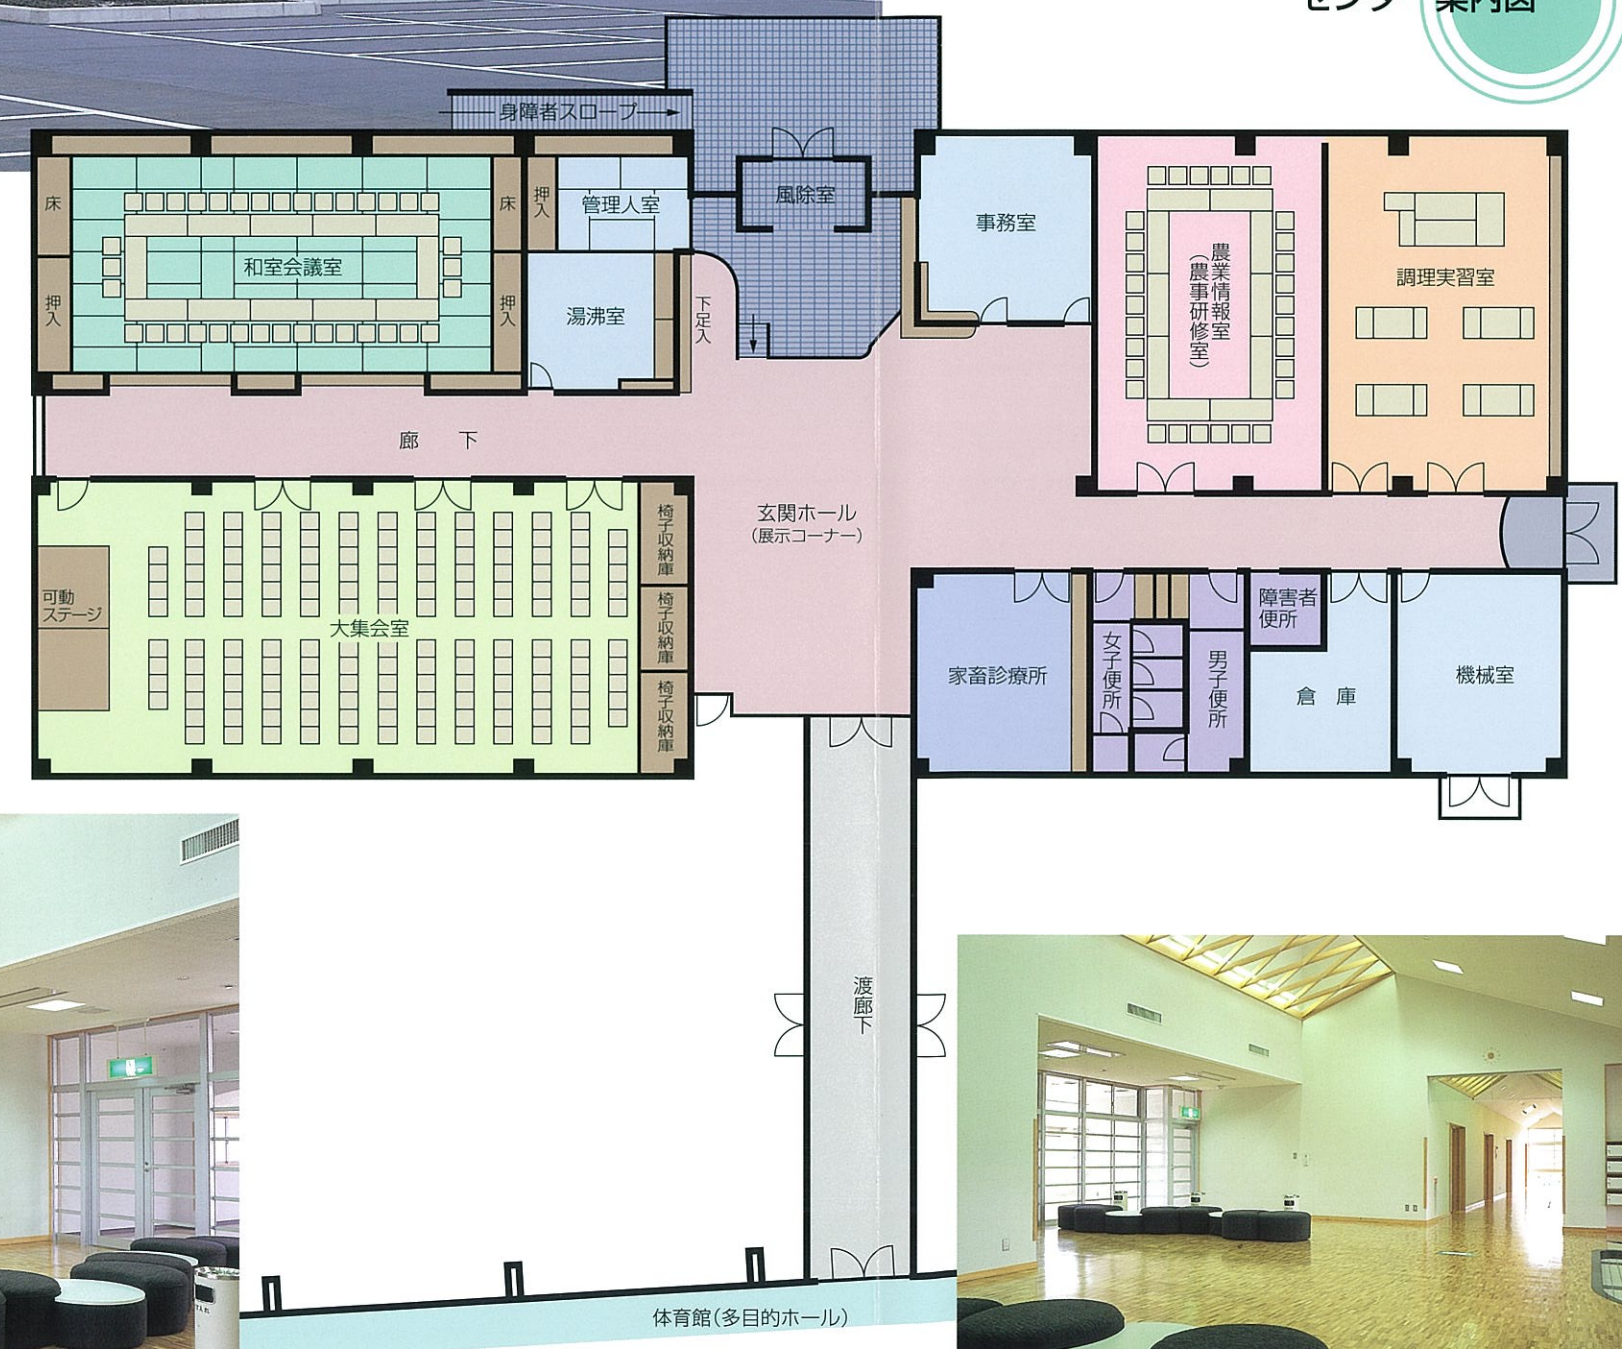 センター案内図
身障者スロープ
風除室
床
押入
和室会議室
床
押入
押入
管理人室
湯沸室
下足入
事務室
農業情報室
(農事研修室)
調理実習室
廊 下
玄関ホール
(展示コーナー)
可動
ステージ
大集会室
椅子収納庫
椅子収納庫
椅子収納庫
家畜診療所
女子便所
男子便所
障害者
便所
倉 庫
機械室
渡廊下
体育館(多目的ホール)